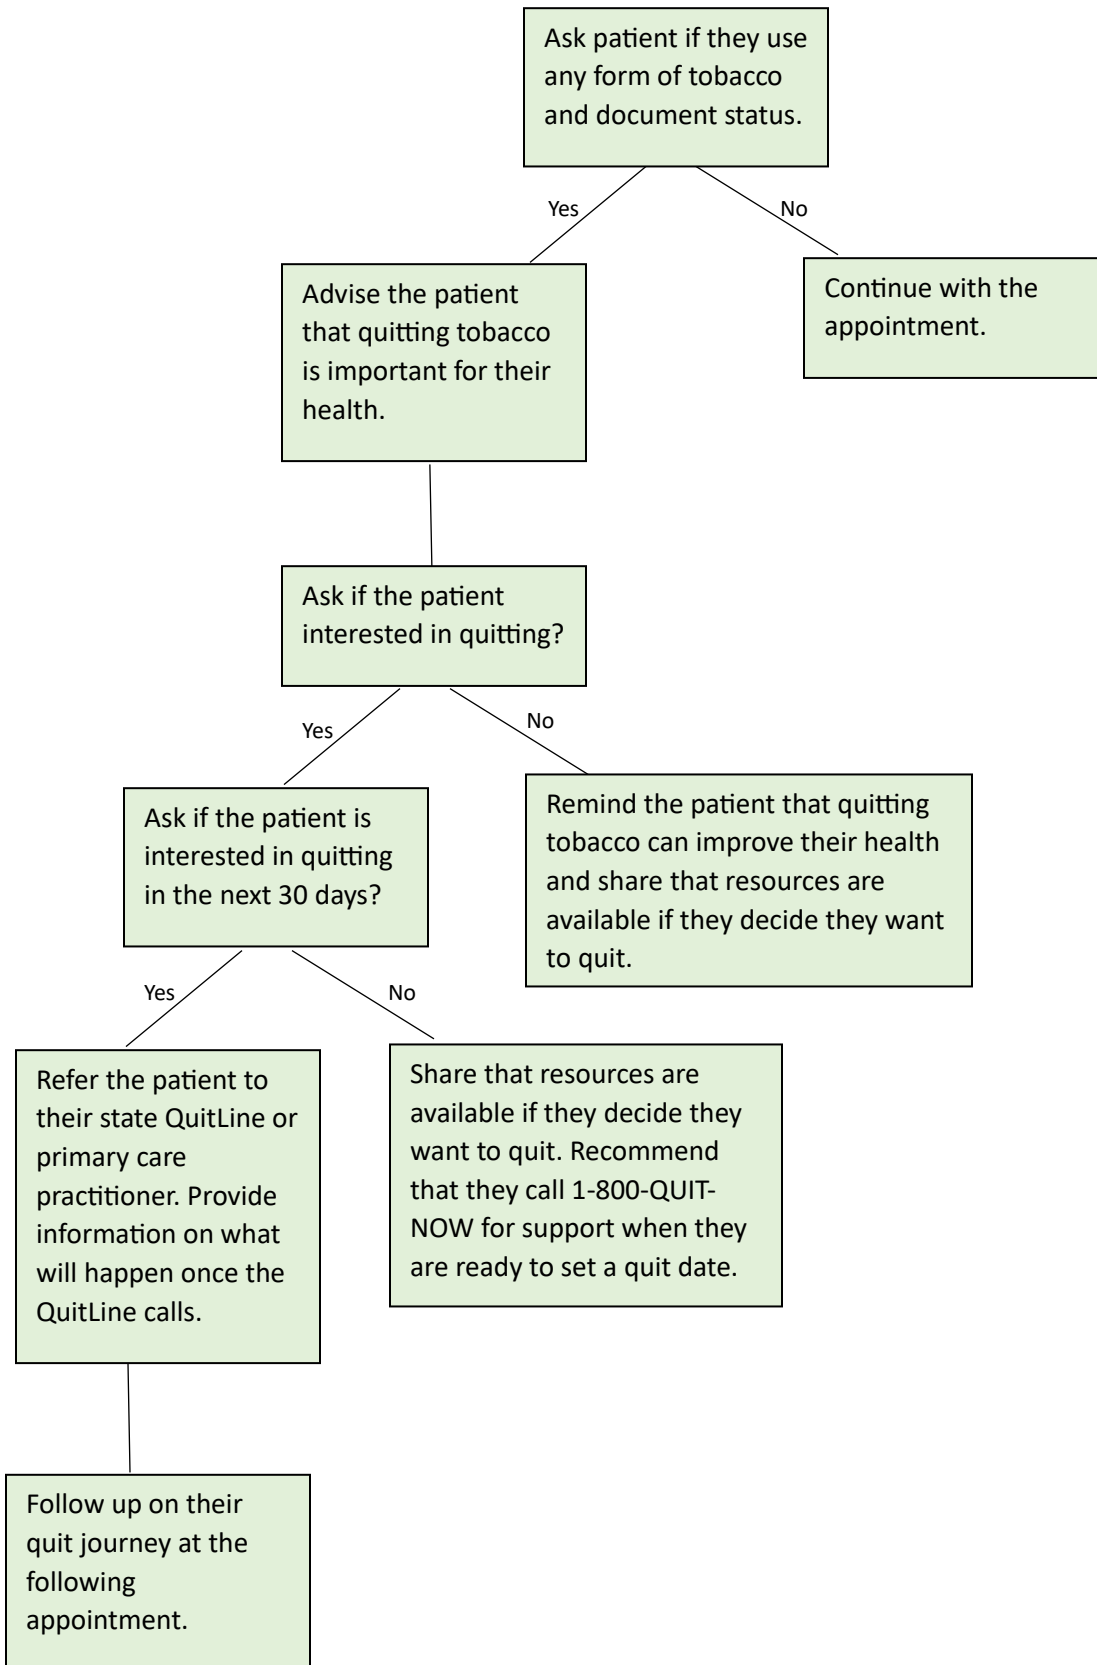 Ask patient if they use
any form of tobacco
and document status.
Yes
No
Advise the patient
that quitting tobacco
is important for their
health.
Continue with the
appointment.
Ask if the patient
interested in quitting?
Yes
No
Ask if the patient is
interested in quitting
in the next 30 days?
Remind the patient that quitting
tobacco can improve their health
and share that resources are
available if they decide they want
to quit.
Yes
No
Refer the patient to
their state QuitLine or
primary care
practitioner. Provide
information on what
will happen once the
QuitLine calls.
Share that resources are
available if they decide they
want to quit. Recommend
that they call 1-800-QUIT-
NOW for support when they
are ready to set a quit date.
Follow up on their
quit journey at the
following
appointment.